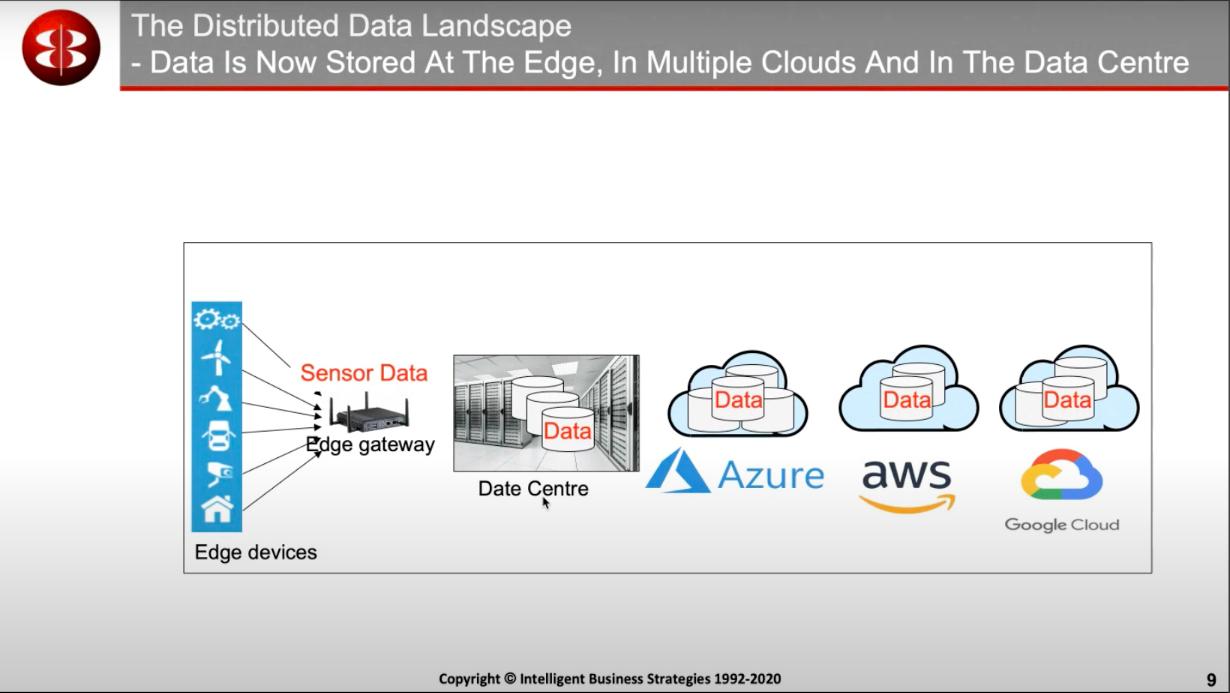 The Distributed Data Landscape
- Data Is Now Stored At The Edge, In Multiple Clouds And In The Data Centre
Sensor Data
Edge gateway
Edge devices
Data
Date Centre
Data
Azure
Data
aws
Data
Google Cloud
Copyright © Intelligent Business Strategies 1992-2020
9